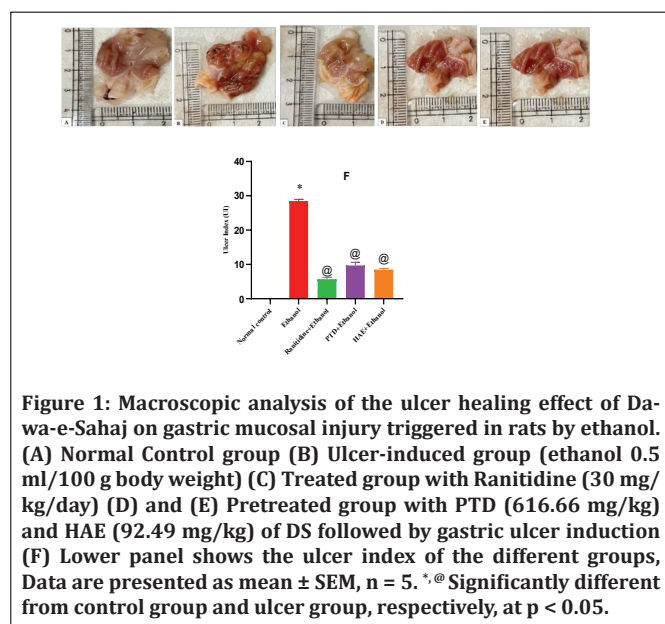 A B C D E
F
*
@ @ @
Ulcer Index (UI)
40
30
20
10
0
Normal control
Ethanol
Ranitidine+Ethanol
PTD+Ethanol
HAE+Ethanol
Figure 1: Macroscopic analysis of the ulcer healing effect of Da-
wa-e-Sahaj on gastric mucosal injury triggered in rats by ethanol.
(A) Normal Control group (B) Ulcer-induced group (ethanol 0.5
ml/100 g body weight) (C) Treated group with Ranitidine (30 mg/
kg/day) (D) and (E) Pretreated group with PTD (616.66 mg/kg)
and HAE (92.49 mg/kg) of DS followed by gastric ulcer induction
(F) Lower panel shows the ulcer index of the different groups,
Data are presented as mean ± SEM, n = 5. *, @ Significantly different
from control group and ulcer group, respectively, at p < 0.05.